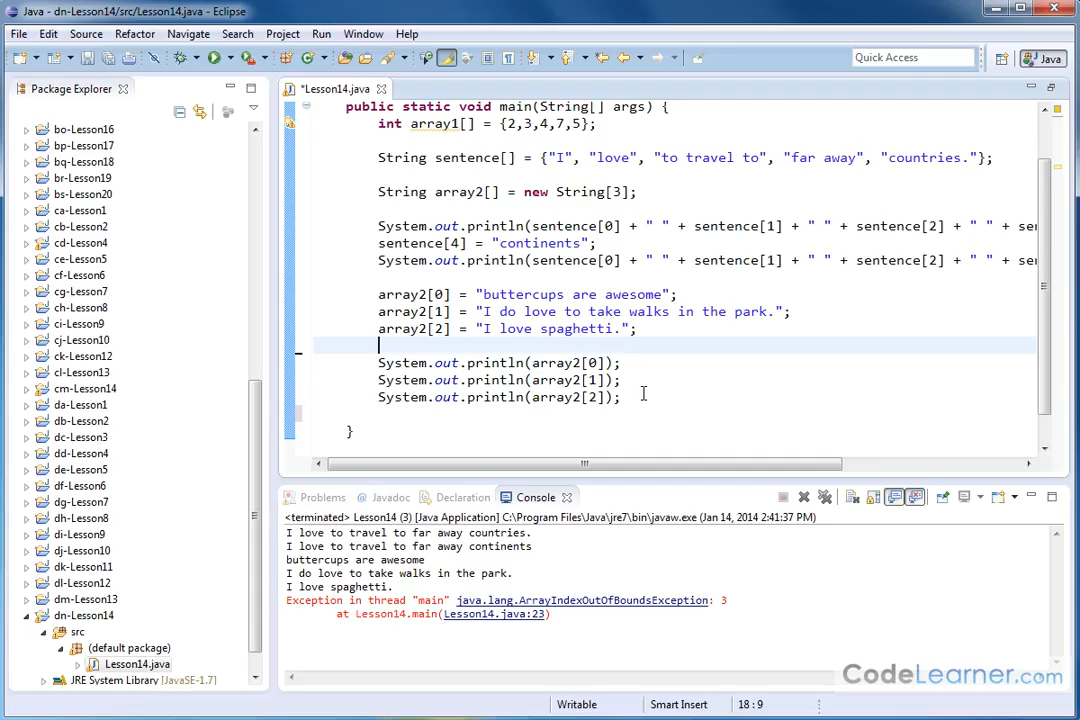 Java - dn-Lesson14/src/Lesson14.java - Eclipse
File Edit Source Refactor Navigate Search Project Run Window Help
Quick Access
Java
Package Explorer
*Lesson14.java
bo-Lesson16
bp-Lesson17
bq-Lesson18
br-Lesson19
bs-Lesson20
ca-Lesson1
cb-Lesson2
cd-Lesson4
ce-Lesson5
cf-Lesson6
cg-Lesson7
ch-Lesson8
ci-Lesson9
cj-Lesson10
ck-Lesson12
cl-Lesson13
cm-Lesson14
da-Lesson1
db-Lesson2
dc-Lesson3
dd-Lesson4
de-Lesson5
df-Lesson6
dg-Lesson7
dh-Lesson8
di-Lesson9
dj-Lesson10
dk-Lesson11
dl-Lesson12
dm-Lesson13
dn-Lesson14
src
(default package)
Lesson14.java
JRE System Library [JavaSE-1.7]
public static void main(String[] args) {
int array1[] = {2,3,4,7,5};
String sentence[] = {"I", "love", "to travel to", "far away", "countries."};
String array2[] = new String[3];
System.out.println(sentence[0] + " " + sentence[1] + " " + sentence[2] + " " + se
sentence[4] = "continents";
System.out.println(sentence[0] + " " + sentence[1] + " " + sentence[2] + " " + se
array2[0] = "buttercups are awesome";
array2[1] = "I do love to take walks in the park.";
array2[2] = "I love spaghetti.";
System.out.println(array2[0]);
System.out.println(array2[1]);
System.out.println(array2[2]);
}
Problems @ Javadoc Declaration Console
<terminated> Lesson14 (3) [Java Application] C:\Program Files\Java\jre7\bin\javaw.exe (Jan 14, 2014 2:41:37 PM)
I love to travel to far away countries.
I love to travel to far away continents
buttercups are awesome
I do love to take walks in the park.
I love spaghetti.
Exception in thread "main" java.lang.ArrayIndexOutOfBoundsException: 3
at Lesson14.main(Lesson14.java:23)
CodeLearner.com
Writable Smart Insert 18 : 9